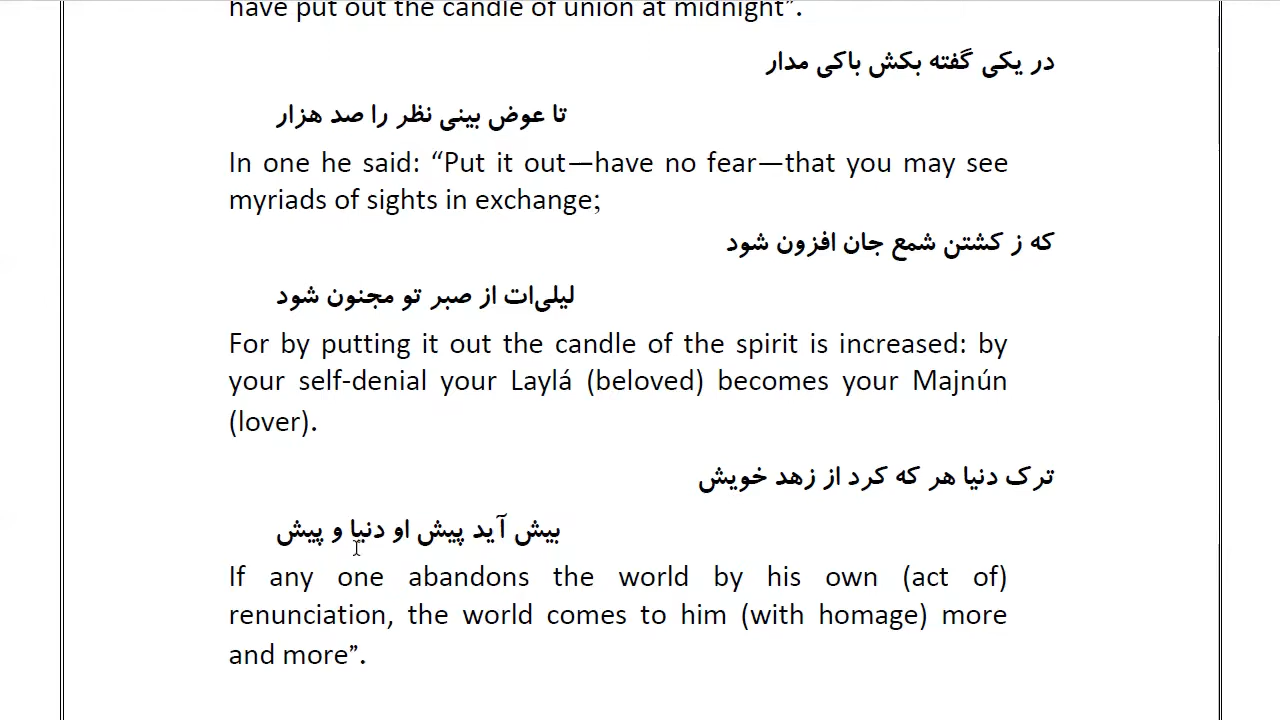 have put out the candle of union at midnight”.
در یکی گفته بکش باکی مدار
تا عوض بینی نظر را صد هزار
In one he said: “Put it out—have no fear—that you may see
myriads of sights in exchange;
که ز کشتن شمع جان افزون شود
لیلی‌ات از صبر تو مجنون شود
For by putting it out the candle of the spirit is increased: by
your self-denial your Laylá (beloved) becomes your Majnún
(lover).
ترک دنیا هر که کرد از زهد خویش
بیش آید پیش او دنیا و پیش
If any one abandons the world by his own (act of)
renunciation, the world comes to him (with homage) more
and more”.